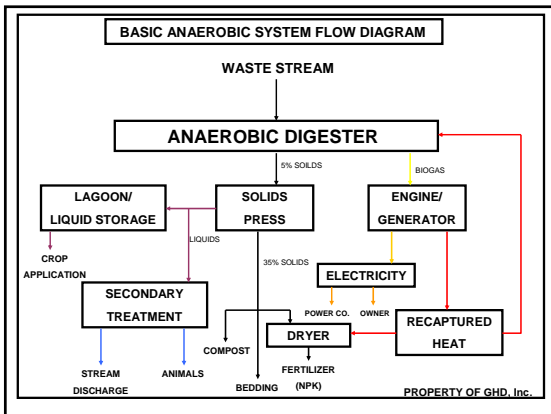 BASIC ANAEROBIC SYSTEM FLOW DIAGRAM
WASTE STREAM
ANAEROBIC DIGESTER
5% SOILDS
BIOGAS
LAGOON/
LIQUID STORAGE
SOLIDS
PRESS
ENGINE/
GENERATOR
LIQUIDS
CROP
APPLICATION
35% SOLIDS
ELECTRICITY
SECONDARY
TREATMENT
POWER CO.
OWNER
RECAPTURED
HEAT
DRYER
COMPOST
STREAM
DISCHARGE
ANIMALS
BEDDING
FERTILIZER
(NPK)
PROPERTY OF GHD, Inc.